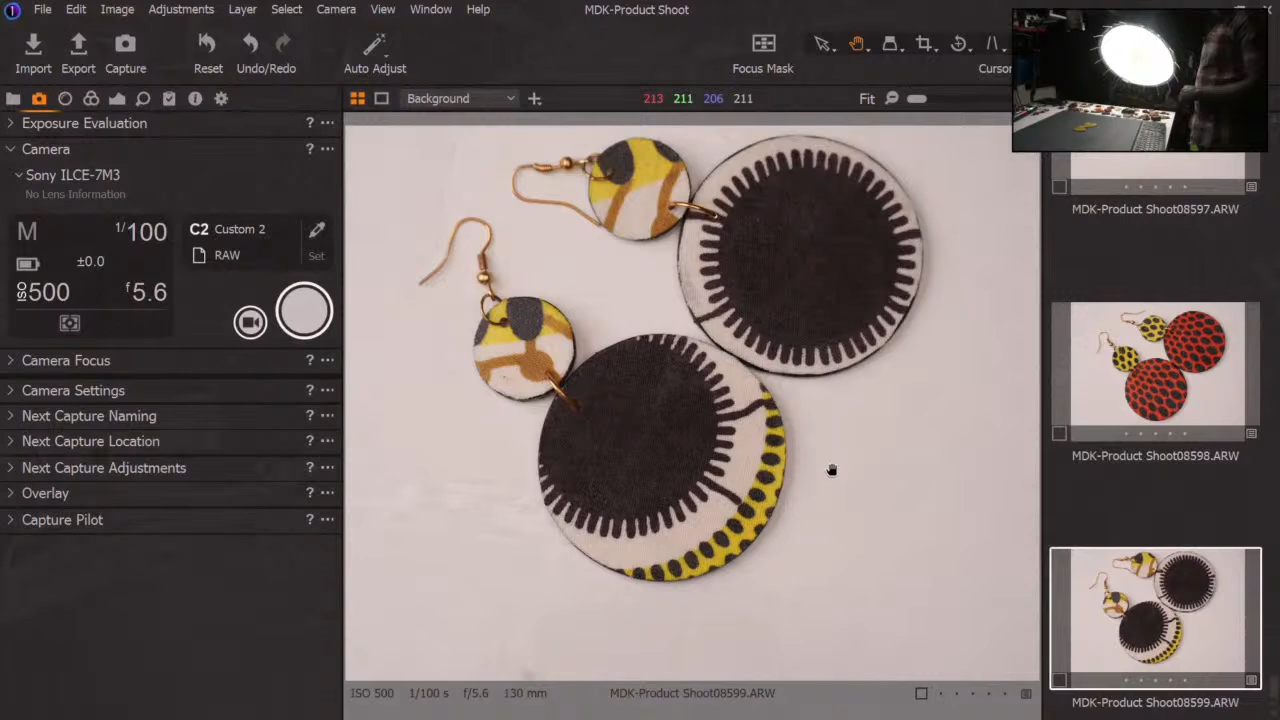 File Edit Image Adjustments Layer Select Camera View Window Help
MDK-Product Shoot
Import Export Capture Reset Undo/Redo Auto Adjust Focus Mask Cursor
Background 213 211 206 211 Fit
Exposure Evaluation ? ...
Camera ? ...
Sony ILCE-7M3
No Lens Information
M 1/100
±0.0
ISO 500 f 5.6
C2 Custom 2
RAW
Set
Camera Focus ? ...
Camera Settings ? ...
Next Capture Naming ? ...
Next Capture Location ? ...
Next Capture Adjustments ? ...
Overlay ? ...
Capture Pilot ? ...
ISO 500 1/100 s f/5.6 130 mm MDK-Product Shoot08599.ARW
MDK-Product Shoot08597.ARW
MDK-Product Shoot08598.ARW
MDK-Product Shoot08599.ARW